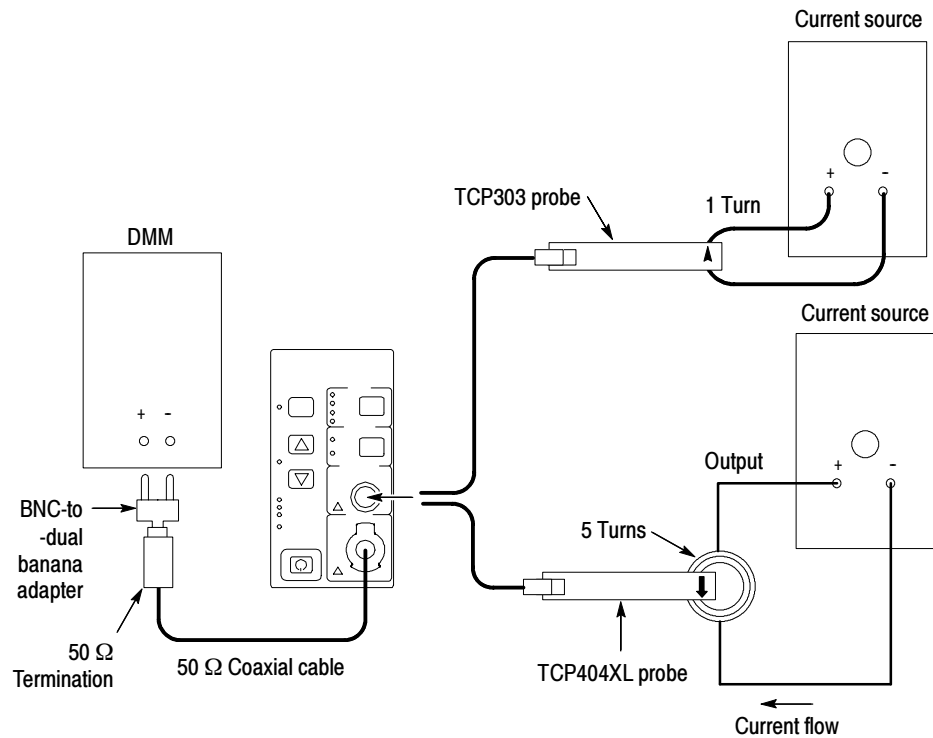 Current source
+ -
TCP303 probe
1 Turn
DMM
+ -
Current source
+ -
Output
5 Turns
BNC-to
-dual
banana
adapter
50 Ω
Termination
50 Ω Coaxial cable
TCP404XL probe
Current flow